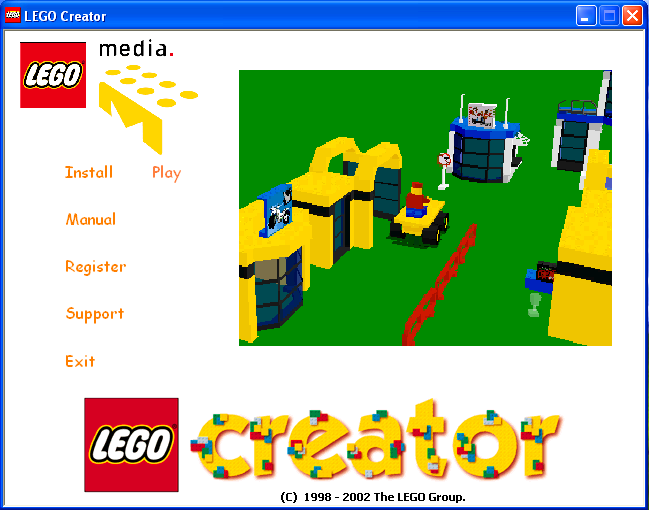 LEGO Creator
LEGO
media.
Install
Play
Manual
Register
Support
Exit
LEGO
creator
(C) 1998 - 2002 The LEGO Group.